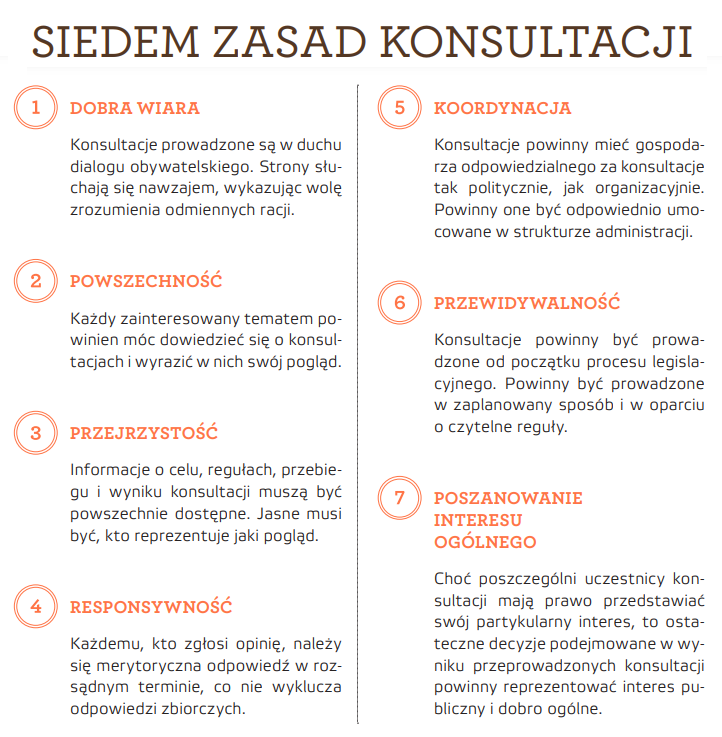 SIEDEM ZASAD KONSULTACJI
1 DOBRA WIARA
Konsultacje prowadzone są w duchu
dialogu obywatelskiego. Strony słu-
chają się nawzajem, wykazując wolę
zrozumienia odmiennych racji.
2 POWSZECHNOŚĆ
Każdy zainteresowany tematem po-
winien móc dowiedzieć się o konsul-
tacjach i wyrazić w nich swój pogląd.
3 PRZEJRZYSTOŚĆ
Informacje o celu, regułach, przebie-
gu i wyniku konsultacji muszą być
powszechnie dostępne. Jasne musi
być, kto reprezentuje jaki pogląd.
4 RESPONSYWNOŚĆ
Każdemu, kto zgłosi opinię, należy
się merytoryczna odpowiedź w roz-
sądnym terminie, co nie wyklucza
odpowiedzi zbiorczych.
5 KOORDYNACJA
Konsultacje powinny mieć gospoda-
rza odpowiedzialnego za konsultacje
tak politycznie, jak organizacyjnie.
Powinny one być odpowiednio umo-
cowane w strukturze administracji.
6 PRZEWIDYWALNOŚĆ
Konsultacje powinny być prowa-
dzone od początku procesu legisla-
cyjnego. Powinny być prowadzone
w zaplanowany sposób i w oparciu
o czytelne reguły.
7 POSZANOWANIE
INTERESU
OGÓLNEGO
Choć poszczególni uczestnicy kon-
sultacji mają prawo przedstawiać
swój partykularny interes, to osta-
teczne decyzje podejmowane w wy-
niku przeprowadzonych konsultacji
powinny reprezentować interes pu-
bliczny i dobro ogólne.